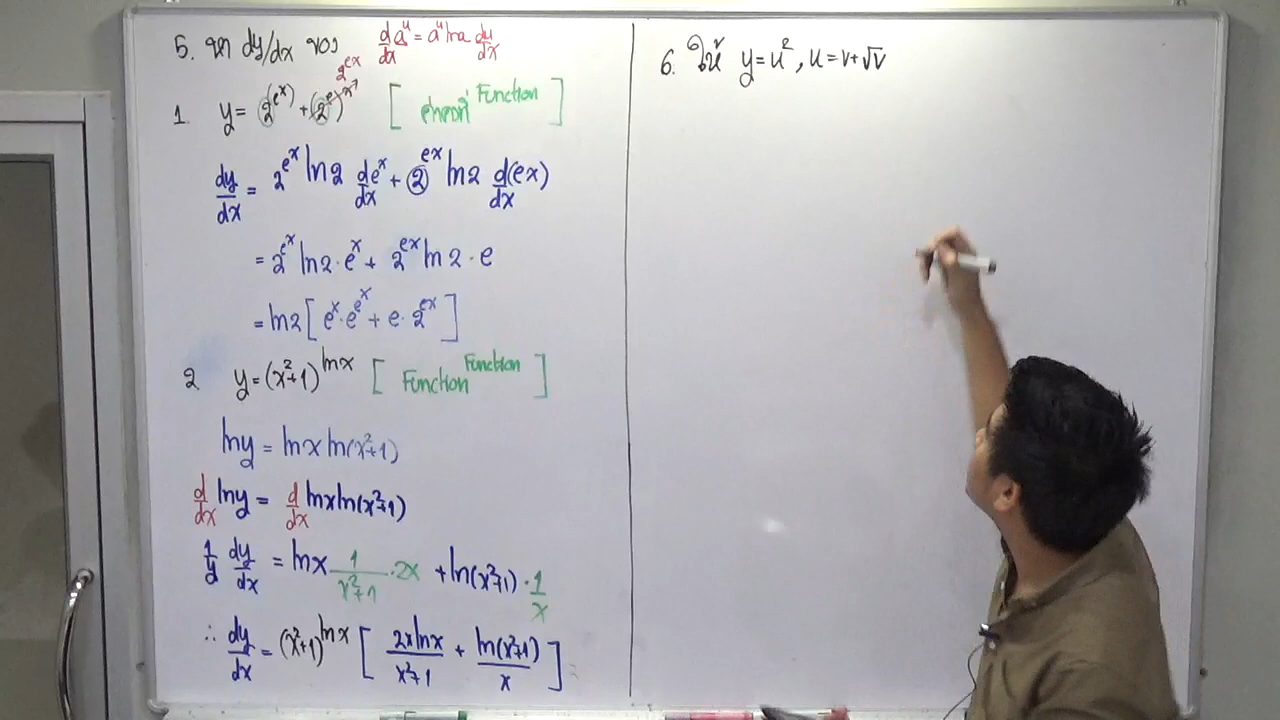 5. หา dy/dx ของ d/dx a^u = a^u ln a du/dx
1. y = 2^(e^x) + (2^e)^x 2^ex [ ค่าคงที่^Function ]
dy/dx = 2^e^x ln2 de^x/dx + 2^ex ln2 d(ex)/dx
= 2^e^x ln2 · e^x + 2^ex ln2 · e
= ln2 [ e^x · e^e^x + e · 2^ex ]
2 y = (x²+1)^lnx [ Function^Function ]
lny = lnx ln(x²+1)
d/dx lny = d/dx lnx ln(x²+1)
1/y dy/dx = lnx 1/(x²+1) · 2x + ln(x²+1) · 1/x
∴ dy/dx = (x²+1)^lnx [ 2x lnx/(x²+1) + ln(x²+1)/x ]
6. ให้ y = u², u = v+√v